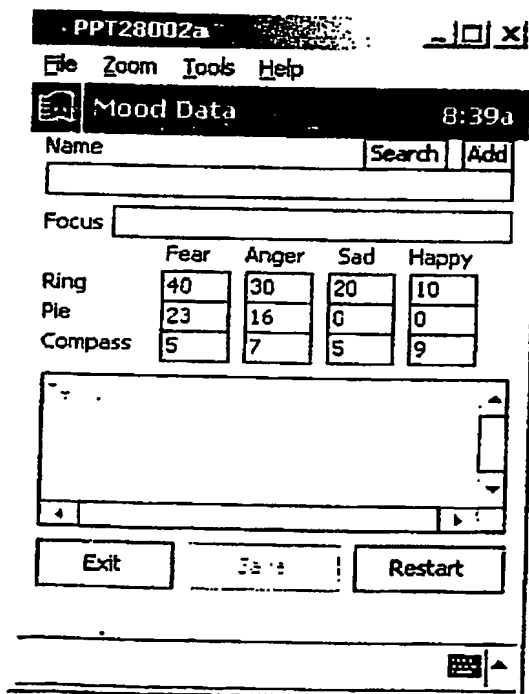 PPT28002a
File Zoom Tools Help
Mood Data 8:39a
Name Search Add
Focus
Fear Anger Sad Happy
Ring 40 30 20 10
Pie 23 16 0 0
Compass 5 7 5 9
Exit Restart